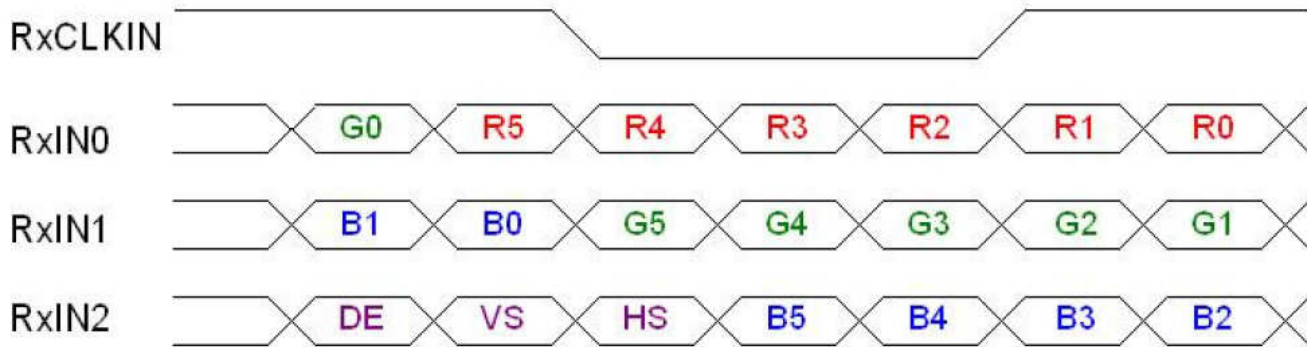 RxCLKIN
RxIN0 G0 R5 R4 R3 R2 R1 R0
RxIN1 B1 B0 G5 G4 G3 G2 G1
RxIN2 DE VS HS B5 B4 B3 B2